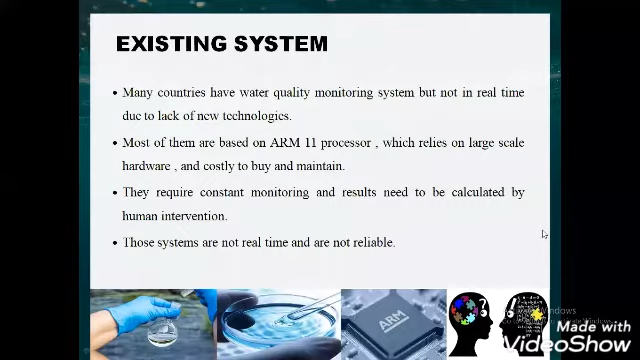 EXISTING SYSTEM
• Many countries have water quality monitoring system but not in real time
due to lack of new technologies.
• Most of them are based on ARM 11 processor , which relies on large scale
hardware , and costly to buy and maintain.
• They require constant monitoring and results need to be calculated by
human intervention.
• Those systems are not real time and are not reliable.
ARM
? !
Windows
Made with
VideoShow